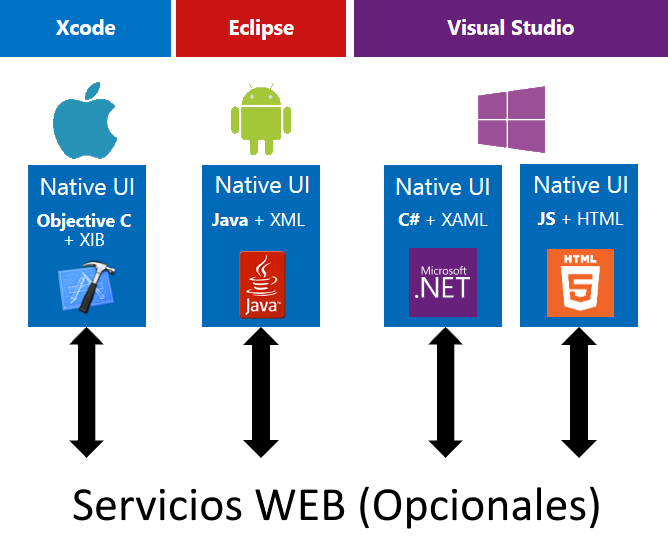 Xcode
Eclipse
Visual Studio
Native UI
Objective C
+ XIB
Native UI
Java + XML
Java™
Native UI
C# + XAML
Microsoft
.NET
Native UI
JS + HTML
HTML
5
Servicios WEB (Opcionales)